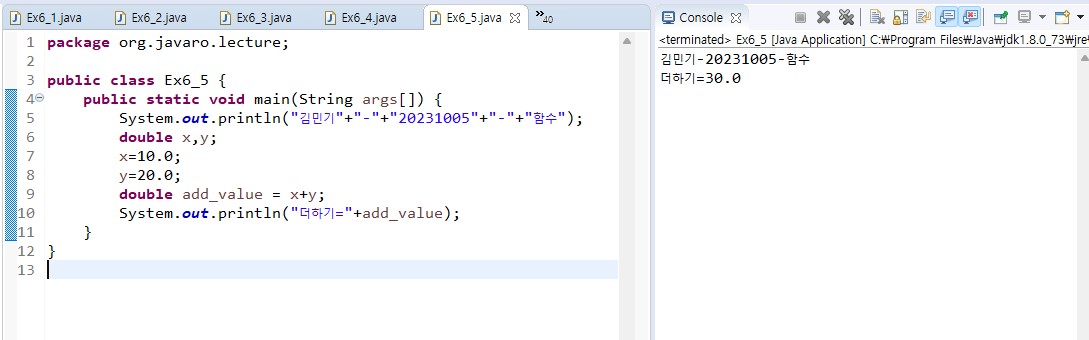 Ex6_1.java Ex6_2.java Ex6_3.java Ex6_4.java Ex6_5.java »40
1 package org.javaro.lecture;
2
3 public class Ex6_5 {
4 public static void main(String args[]) {
5 System.out.println("김민기"+"-"+"20231005"+"-"+"함수");
6 double x,y;
7 x=10.0;
8 y=20.0;
9 double add_value = x+y;
10 System.out.println("더하기="+add_value);
11 }
12 }
13
Console
<terminated> Ex6_5 [Java Application] C:₩Program Files₩Java₩jdk1.8.0_73₩jre₩
김민기-20231005-함수
더하기=30.0